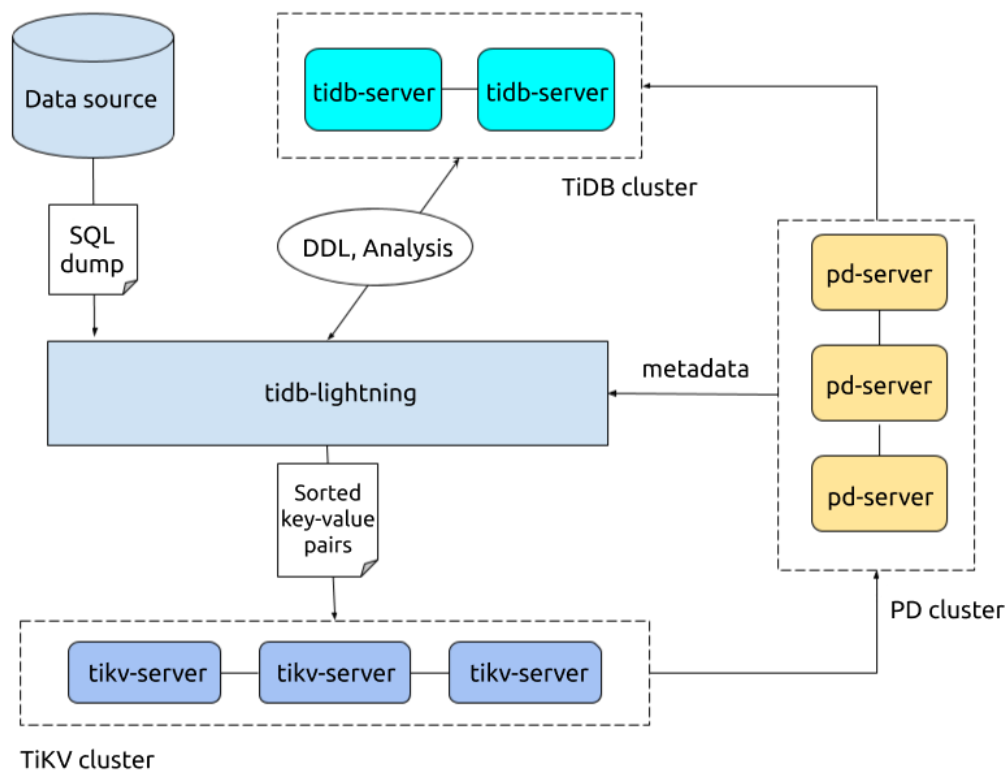 Data source
tidb-server
tidb-server
TiDB cluster
SQL
dump
DDL, Analysis
pd-server
metadata
pd-server
tidb-lightning
pd-server
Sorted
key-value
pairs
PD cluster
tikv-server
tikv-server
tikv-server
TiKV cluster